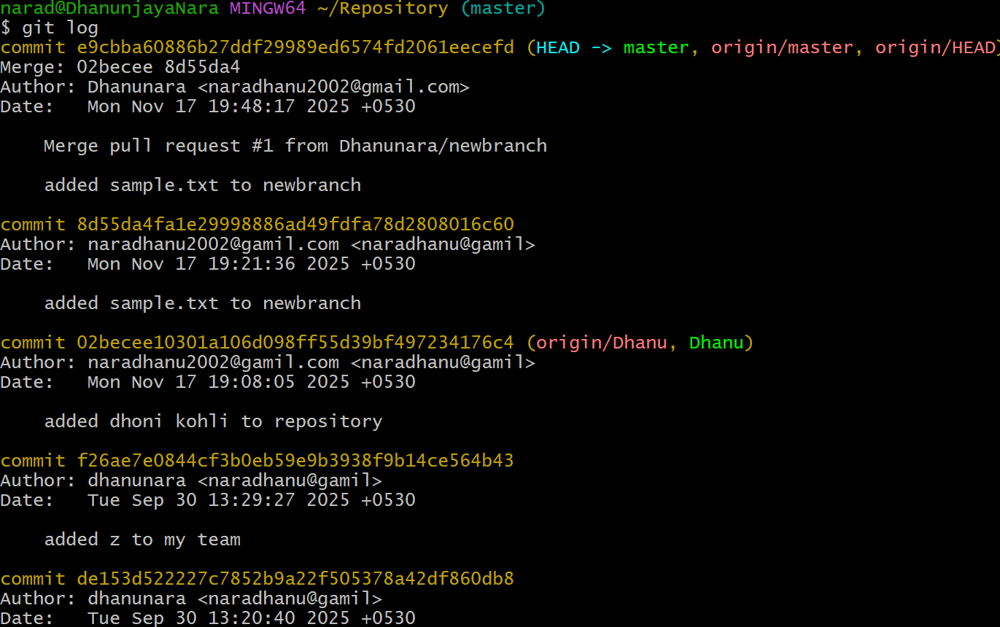 narad@DhanunjayaNara MINGW64 ~/Repository (master)
$ git log
commit e9cbba60886b27ddf29989ed6574fd2061eecefd (HEAD -> master, origin/master, origin/HEAD)
Merge: 02becee 8d55da4
Author: Dhanunara <naradhanu2002@gmail.com>
Date:   Mon Nov 17 19:48:17 2025 +0530

    Merge pull request #1 from Dhanunara/newbranch

    added sample.txt to newbranch

commit 8d55da4fa1e29998886ad49fdfa78d2808016c60
Author: naradhanu2002@gamil.com <naradhanu@gamil>
Date:   Mon Nov 17 19:21:36 2025 +0530

    added sample.txt to newbranch

commit 02becee10301a106d098ff55d39bf497234176c4 (origin/Dhanu, Dhanu)
Author: naradhanu2002@gamil.com <naradhanu@gamil>
Date:   Mon Nov 17 19:08:05 2025 +0530

    added dhoni kohli to repository

commit f26ae7e0844cf3b0eb59e9b3938f9b14ce564b43
Author: dhanunara <naradhanu@gamil>
Date:   Tue Sep 30 13:29:27 2025 +0530

    added z to my team

commit de153d522227c7852b9a22f505378a42df860db8
Author: dhanunara <naradhanu@gamil>
Date:   Tue Sep 30 13:20:40 2025 +0530